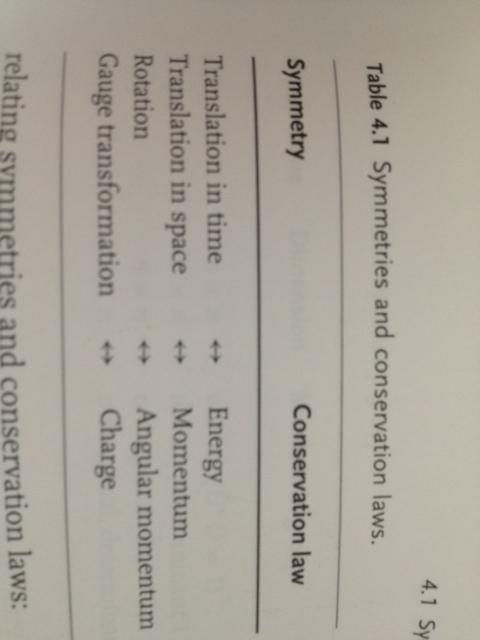 4.1 Sy
Table 4.1 Symmetries and conservation laws.
Symmetry Conservation law
Translation in time ↔ Energy
Translation in space ↔ Momentum
Rotation ↔ Angular momentum
Gauge transformation ↔ Charge
relating symmetries and conservation laws: